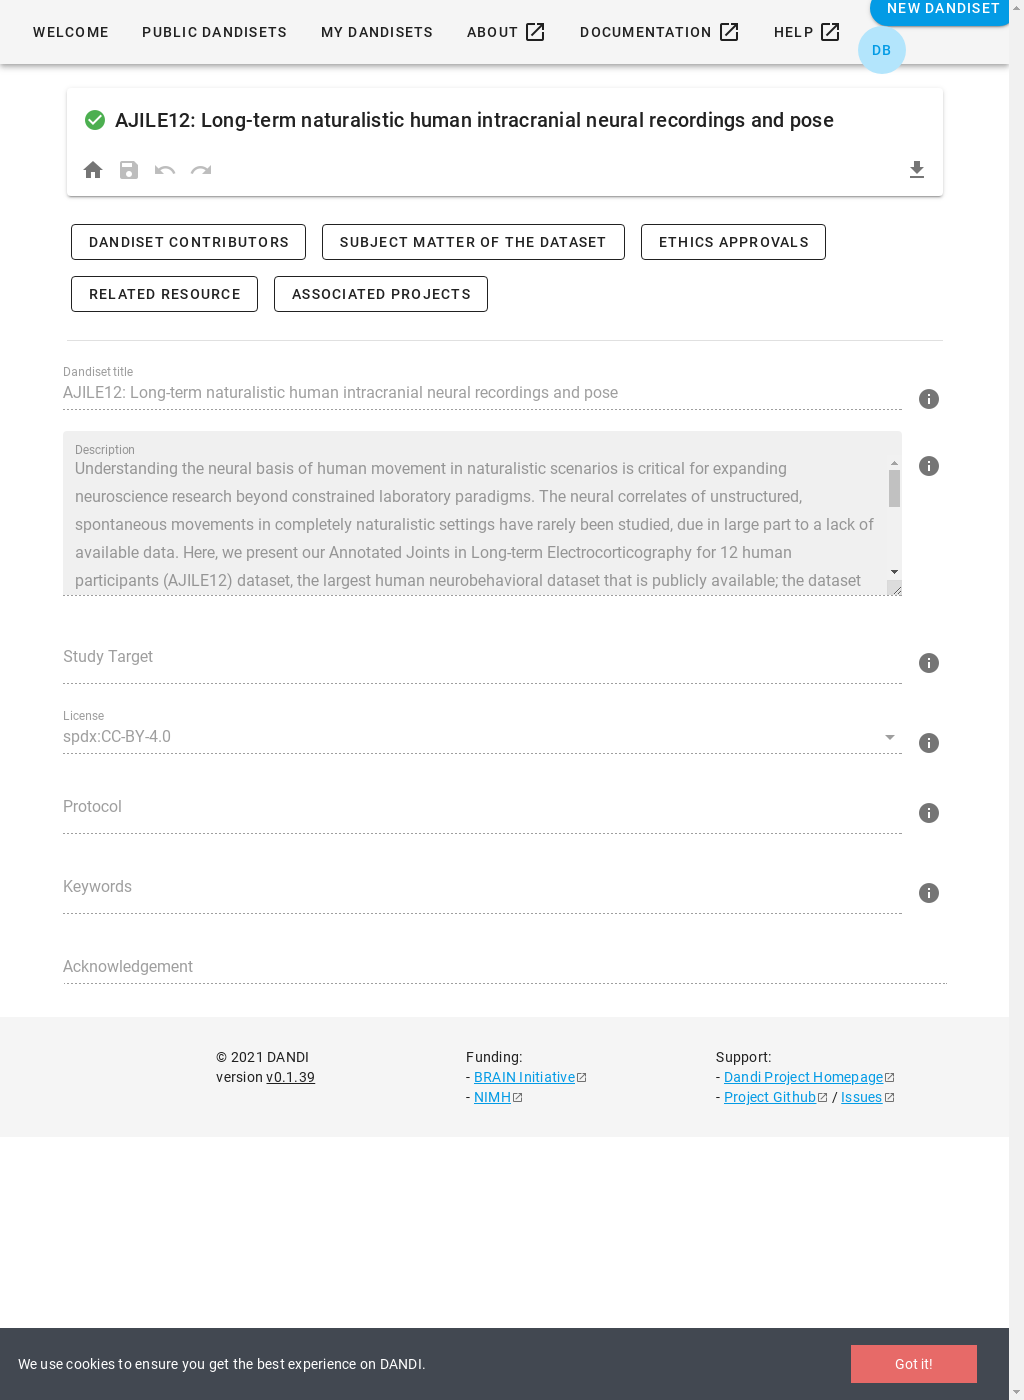 NEW DANDISET
WELCOME PUBLIC DANDISETS MY DANDISETS ABOUT DOCUMENTATION HELP
DB
AJILE12: Long-term naturalistic human intracranial neural recordings and pose
DANDISET CONTRIBUTORS SUBJECT MATTER OF THE DATASET ETHICS APPROVALS
RELATED RESOURCE ASSOCIATED PROJECTS
Dandiset title
AJILE12: Long-term naturalistic human intracranial neural recordings and pose
Description
Understanding the neural basis of human movement in naturalistic scenarios is critical for expanding
neuroscience research beyond constrained laboratory paradigms. The neural correlates of unstructured,
spontaneous movements in completely naturalistic settings have rarely been studied, due in large part to a lack of
available data. Here, we present our Annotated Joints in Long-term Electrocorticography for 12 human
participants (AJILE12) dataset, the largest human neurobehavioral dataset that is publicly available; the dataset
Study Target
License
spdx:CC-BY-4.0
Protocol
Keywords
Acknowledgement
© 2021 DANDI
version v0.1.39
Funding:
- BRAIN Initiative
- NIMH
Support:
- Dandi Project Homepage
- Project Github / Issues
We use cookies to ensure you get the best experience on DANDI.
Got it!